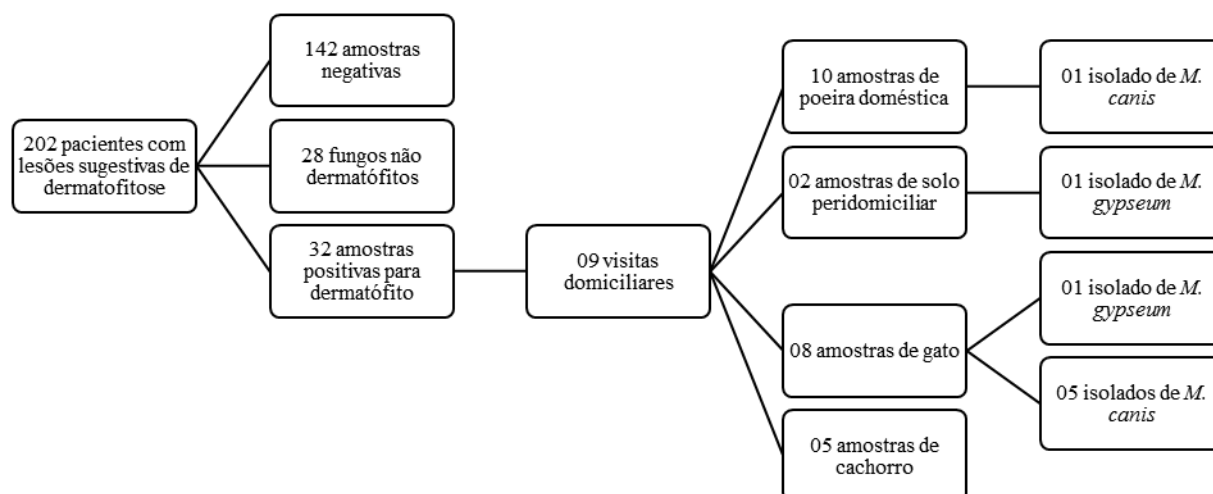 202 pacientes com
lesões sugestivas de
dermatofitose
142 amostras
negativas
28 fungos não
dermatófitos
32 amostras
positivas para
dermatófito
09 visitas
domiciliares
10 amostras de
poeira doméstica
02 amostras de solo
peridomiciliar
08 amostras de gato
05 amostras de
cachorro
01 isolado de M.
canis
01 isolado de M.
gypseum
01 isolado de M.
gypseum
05 isolados de M.
canis